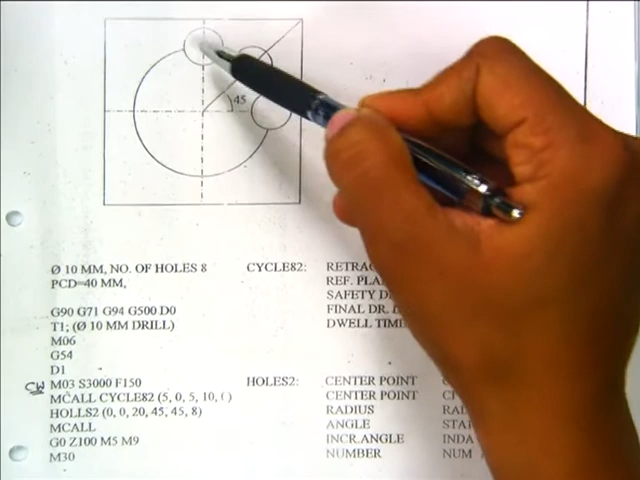 45
Ø 10 MM, NO. OF HOLES 8
PCD=40 MM,
G90 G71 G94 G500 D0
T1; (Ø 10 MM DRILL)
M06
G54
D1
M03 S3000 F150
MCALL CYCLE82 (5, 0, 5, 10, ( )
HOLLS2 (0, 0, 20, 45, 45, 8)
MCALL
G0 Z100 M5 M9
M30
CYCLE82:
REF. PLA
SAFETY D
FINAL DR.
DWELL TIM
HOLES2:
CENTER POINT
CENTER POINT
RADIUS
ANGLE
INCR.ANGLE
NUMBER
RAD
STA
INDA
NUM